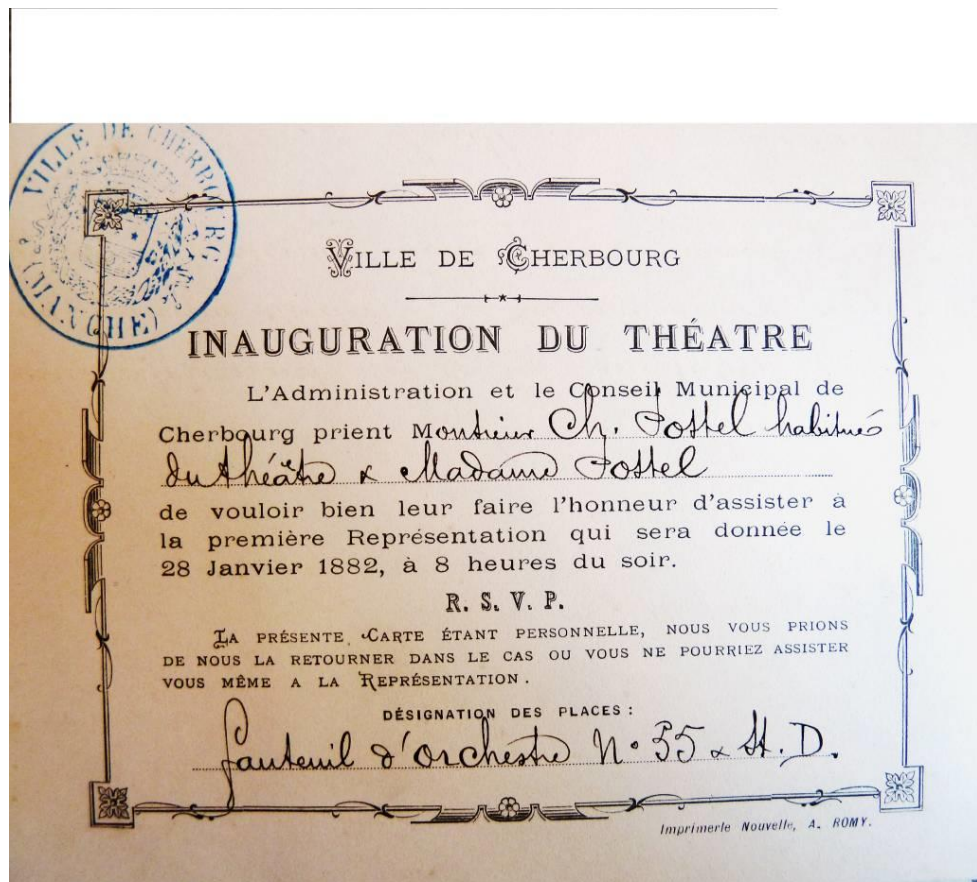 VILLE DE CHERBOURG
(MANCHE)
VILLE DE CHERBOURG
INAUGURATION DU THÉATRE
L'Administration et le Conseil Municipal de
Cherbourg prient Monsieur Ch. Postel habitués
du théâtre & Madame Postel
de vouloir bien leur faire l'honneur d'assister à
la première Représentation qui sera donnée le
28 Janvier 1882, à 8 heures du soir.
R. S. V. P.
LA PRÉSENTE CARTE ÉTANT PERSONNELLE, NOUS VOUS PRIONS
DE NOUS LA RETOURNER DANS LE CAS OU VOUS NE POURRIEZ ASSISTER
VOUS MÊME A LA REPRÉSENTATION.
DÉSIGNATION DES PLACES :
fauteuil d'orchestre N° 35 & St. D.
Imprimerie Nouvelle, A. ROMY.